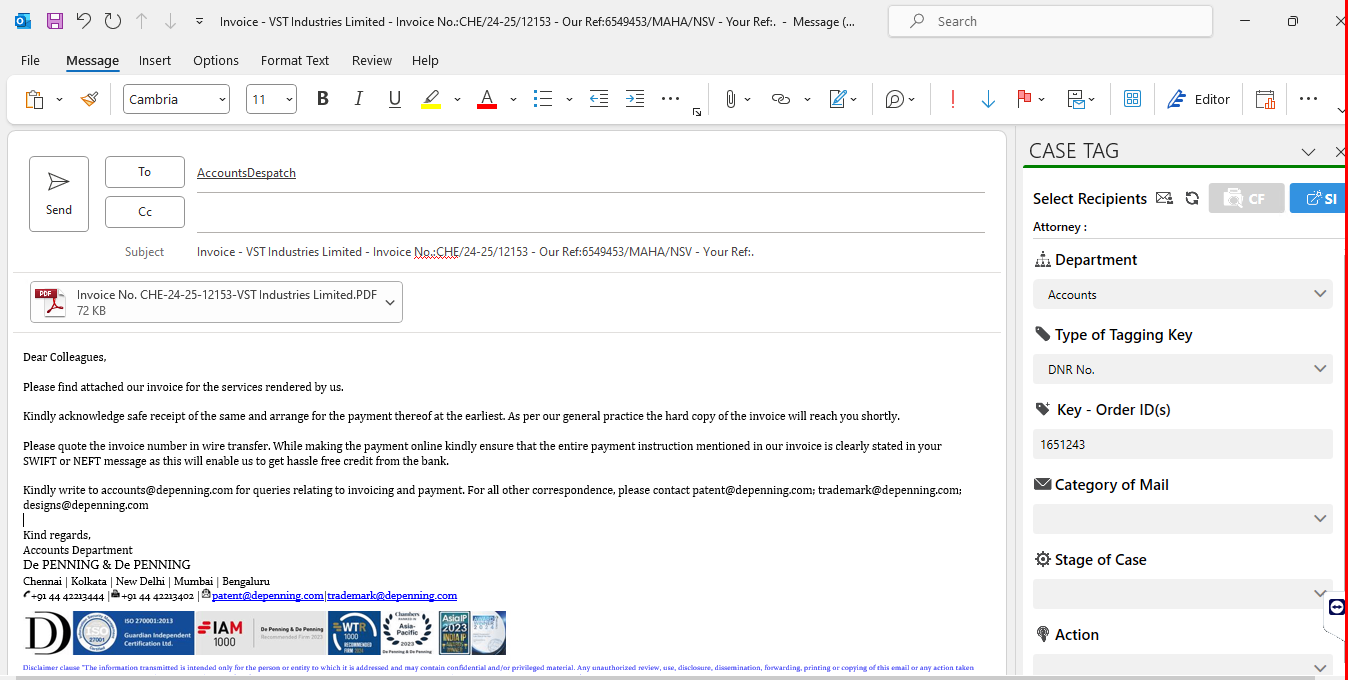 Invoice - VST Industries Limited - Invoice No.:CHE/24-25/12153 - Our Ref:6549453/MAHA/NSV - Your Ref:. - Message (...
Search
File Message Insert Options Format Text Review Help
Cambria 11 B I U A Editor
CASE TAG
Send
To AccountsDespatch
Cc
Subject Invoice - VST Industries Limited - Invoice No.:CHE/24-25/12153 - Our Ref:6549453/MAHA/NSV - Your Ref:.
PDF
Invoice No. CHE-24-25-12153-VST Industries Limited.PDF
72 KB
Dear Colleagues,
Please find attached our invoice for the services rendered by us.
Kindly acknowledge safe receipt of the same and arrange for the payment thereof at the earliest. As per our general practice the hard copy of the invoice will reach you shortly.
Please quote the invoice number in wire transfer. While making the payment online kindly ensure that the entire payment instruction mentioned in our invoice is clearly stated in your
SWIFT or NEFT message as this will enable us to get hassle free credit from the bank.
Kindly write to accounts@depenning.com for queries relating to invoicing and payment. For all other correspondence, please contact patent@depenning.com; trademark@depenning.com;
designs@depenning.com
Kind regards,
Accounts Department
De PENNING & De PENNING
Chennai | Kolkata | New Delhi | Mumbai | Bengaluru
+91 44 42213444 | +91 44 42213402 | patent@depenning.com|trademark@depenning.com
D
ISO 27001
ISO 27001:2013
Guardian Independent
Certification Ltd.
IAM
1000
De Penning & De Penning
Recommended Firm 2023
WTR
1000
RECOMMENDED
FIRM 2024
Chambers
RANKED IN
Asia-
Pacific
2023
De Penning & De Penning
AsiaIP
2023
INDIA IP
Disclaimer clause "The information transmitted is intended only for the person or entity to which it is addressed and may contain confidential and/or privileged material. Any unauthorized review, use, disclosure, dissemination, forwarding, printing or copying of this email or any action taken
Select Recipients CF SI
Attorney :
Department
Accounts
Type of Tagging Key
DNR No.
Key - Order ID(s)
1651243
Category of Mail
Stage of Case
Action